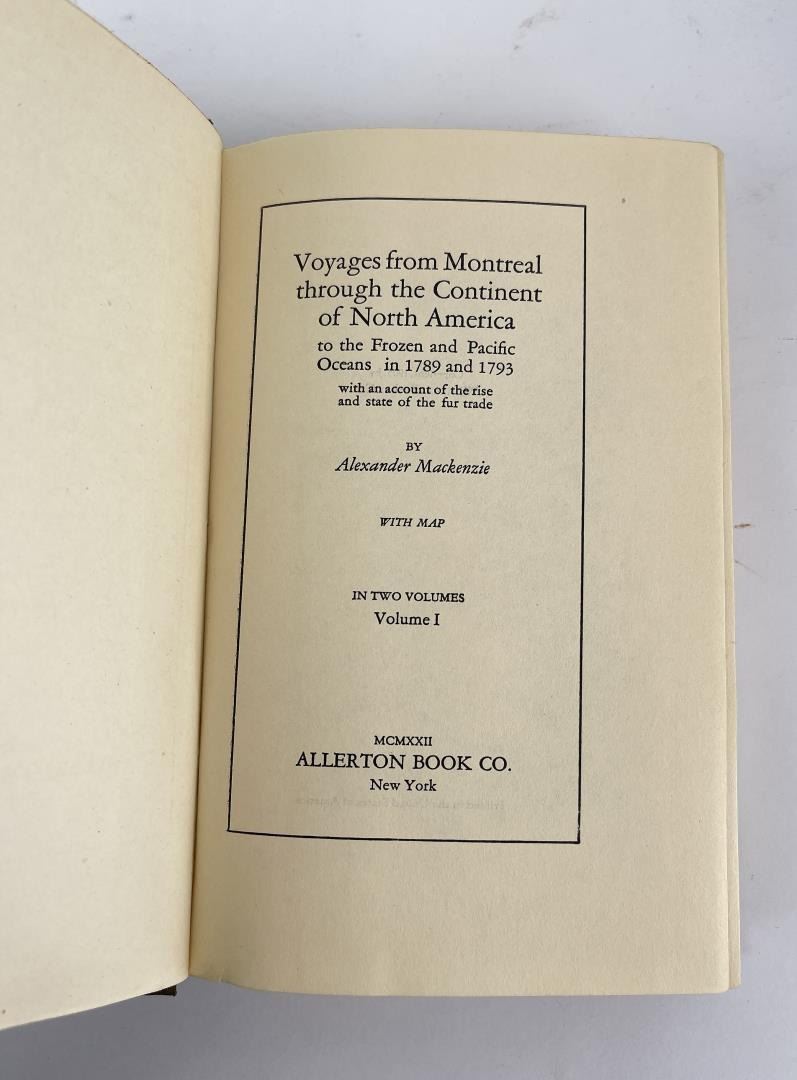 Voyages from Montreal
through the Continent
of North America
to the Frozen and Pacific
Oceans in 1789 and 1793
with an account of the rise
and state of the fur trade
BY
Alexander Mackenzie
WITH MAP
IN TWO VOLUMES
Volume I
MCMXXII
ALLERTON BOOK CO.
New York